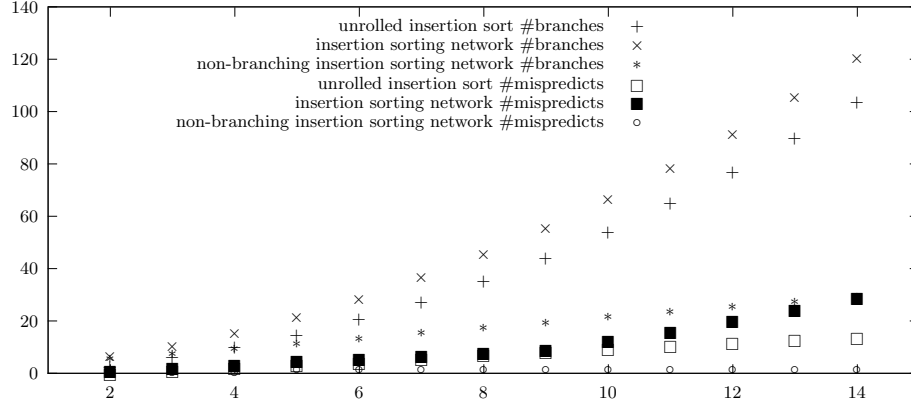 140
120
100
80
60
40
20
0
unrolled insertion sort #branches
insertion sorting network #branches
non-branching insertion sorting network #branches
unrolled insertion sort #mispredicts
insertion sorting network #mispredicts
non-branching insertion sorting network #mispredicts
2 4 6 8 10 12 14